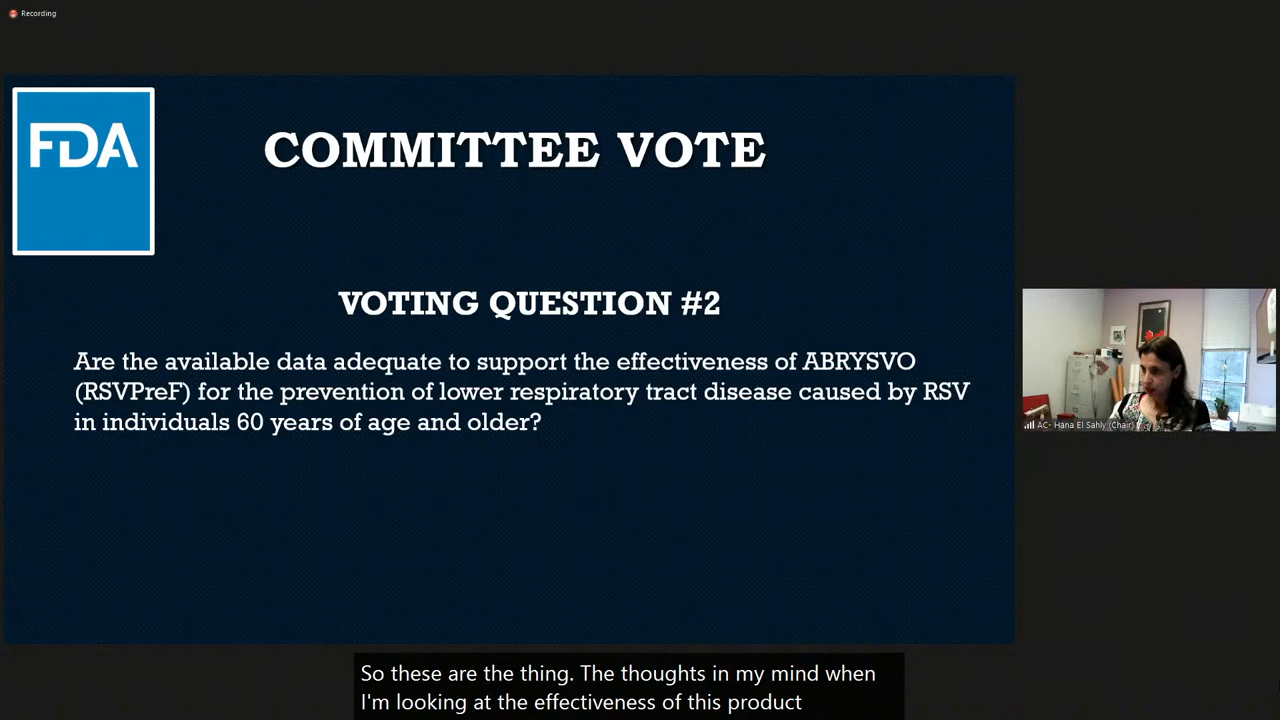 Recording
FDA
COMMITTEE VOTE
VOTING QUESTION #2
Are the available data adequate to support the effectiveness of ABRYSVO
(RSVPreF) for the prevention of lower respiratory tract disease caused by RSV
in individuals 60 years of age and older?
AC- Hana El Sahly (Chair)
So these are the thing. The thoughts in my mind when
I'm looking at the effectiveness of this product